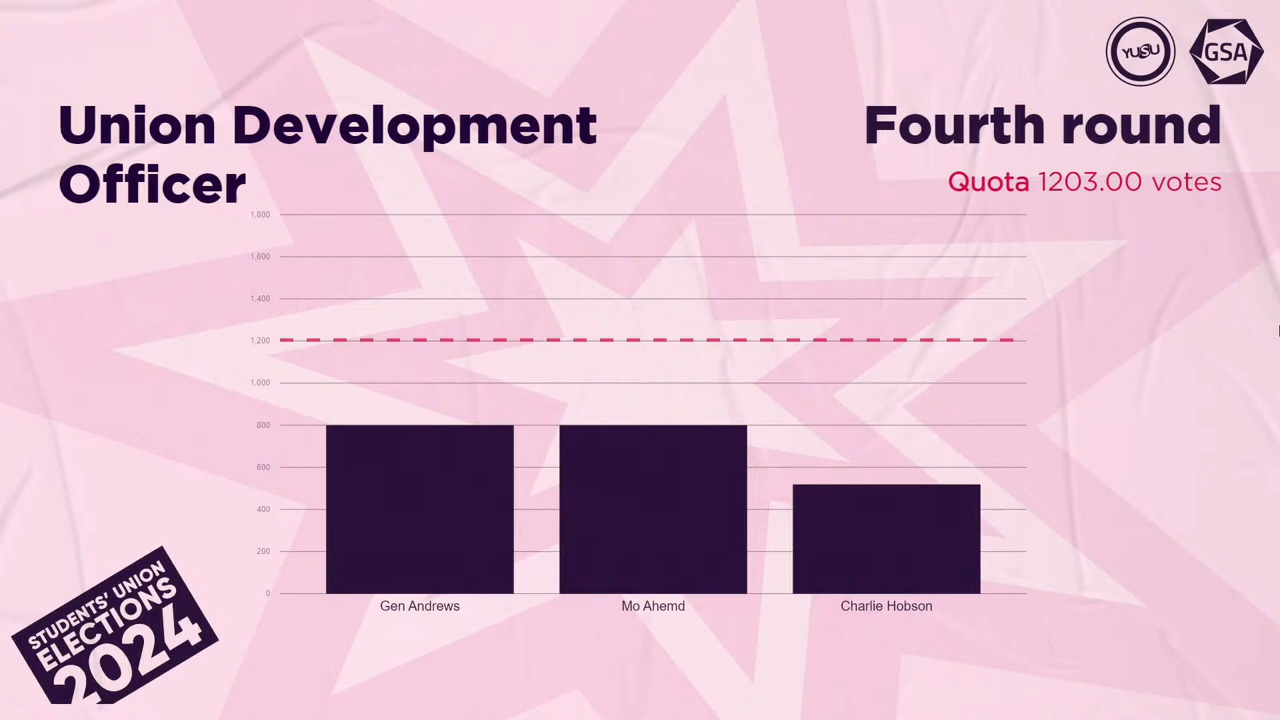 YUSU
GSA
Union Development
Officer
Fourth round
Quota 1203.00 votes
1,800
1,600
1,400
1,200
1,000
800
600
400
200
0
Gen Andrews
Mo Ahemd
Charlie Hobson
STUDENTS' UNION
ELECTIONS
2024